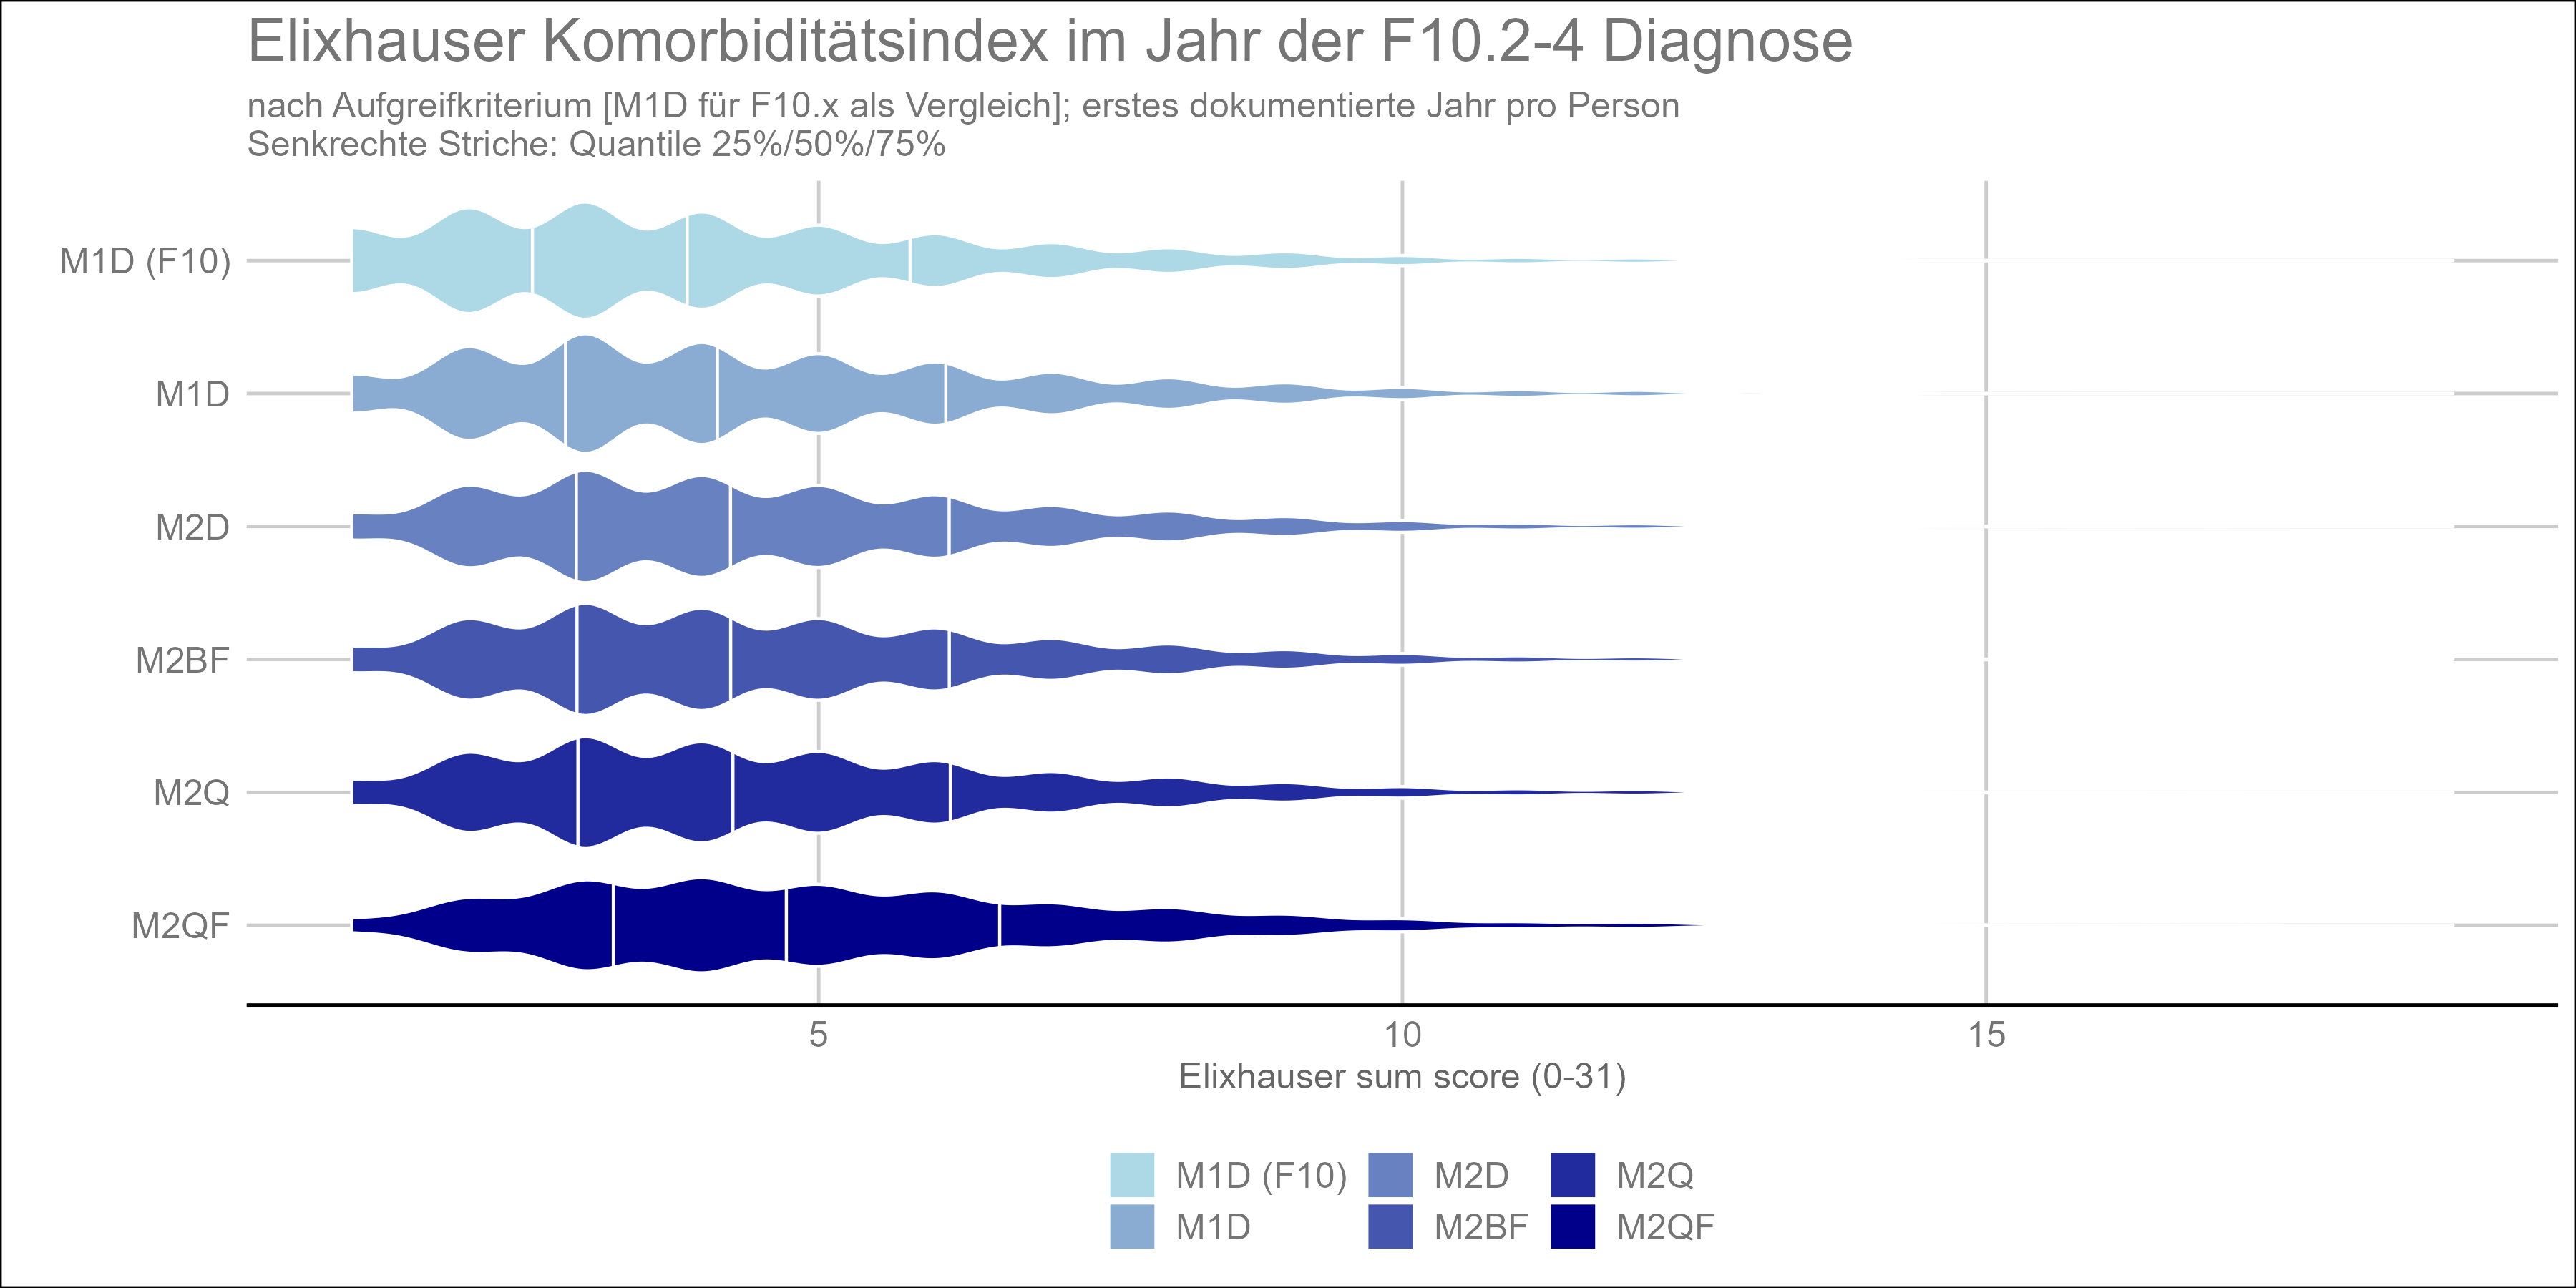 Elixhauser Komorbiditätsindex im Jahr der F10.2-4 Diagnose
nach Aufgreifkriterium [M1D für F10.x als Vergleich]; erstes dokumentierte Jahr pro Person
Senkrechte Striche: Quantile 25%/50%/75%
M1D (F10)
M1D
M2D
M2BF
M2Q
M2QF
5 10 15
Elixhauser sum score (0-31)
M1D (F10) M2D M2Q
M1D M2BF M2QF